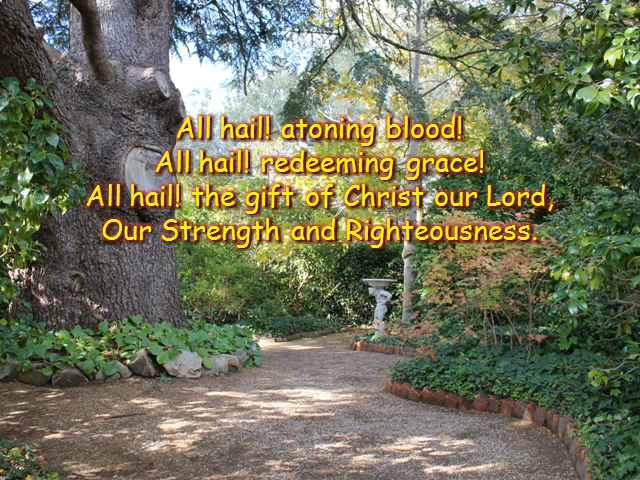 All hail! atoning blood!
All hail! redeeming grace!
All hail! the gift of Christ our Lord,
Our Strength and Righteousness.